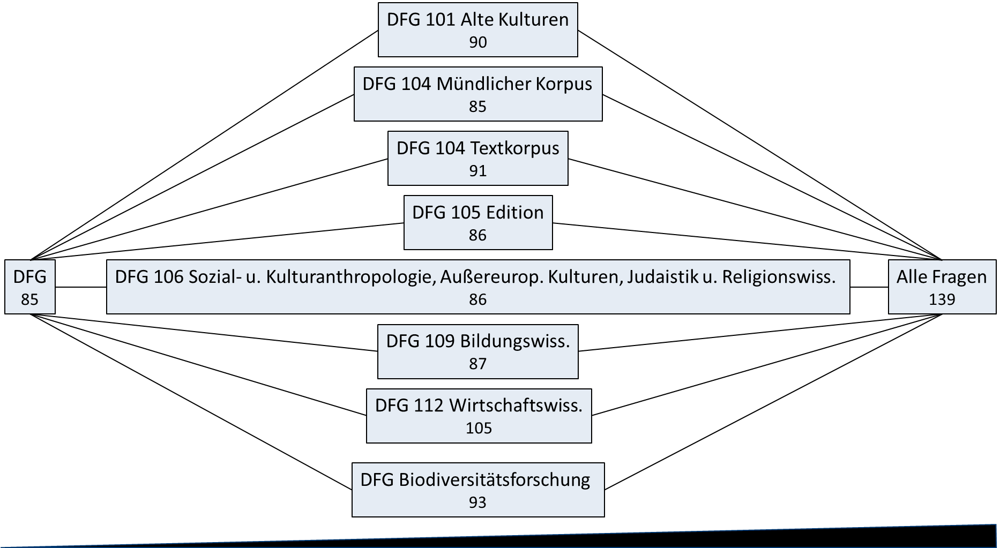 DFG 101 Alte Kulturen
90
DFG 104 Mündlicher Korpus
85
DFG 104 Textkorpus
91
DFG 105 Edition
86
DFG
85
DFG 106 Sozial- u. Kulturanthropologie, Außereurop. Kulturen, Judaistik u. Religionswiss.
86
Alle Fragen
139
DFG 109 Bildungswiss.
87
DFG 112 Wirtschaftswiss.
105
DFG Biodiversitätsforschung
93